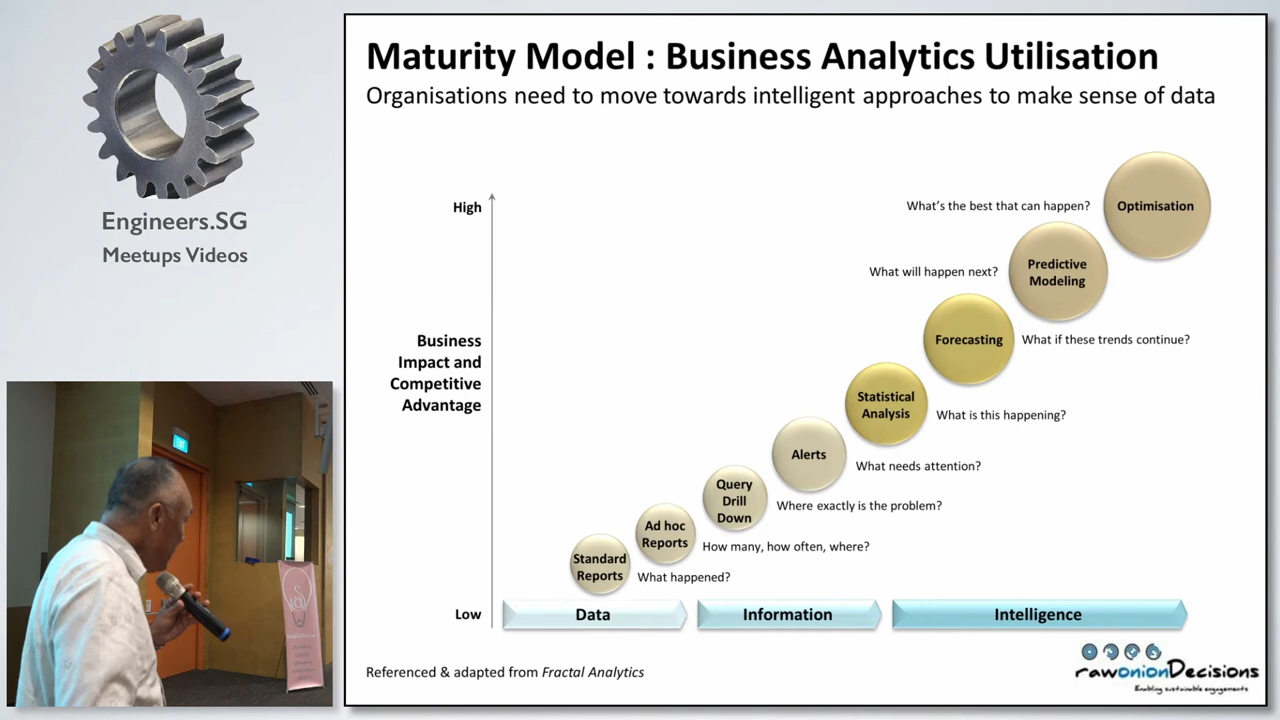 Engineers.SG
Meetups Videos
Maturity Model : Business Analytics Utilisation
Organisations need to move towards intelligent approaches to make sense of data
High
Business
Impact and
Competitive
Advantage
Low
What's the best that can happen?
Optimisation
What will happen next?
Predictive
Modeling
Forecasting
What if these trends continue?
Statistical
Analysis
What is this happening?
Alerts
What needs attention?
Query
Drill
Down
Where exactly is the problem?
Ad hoc
Reports
How many, how often, where?
Standard
Reports
What happened?
Data
Information
Intelligence
Referenced & adapted from Fractal Analytics
rawonionDecisions
Enabling sustainable engagements